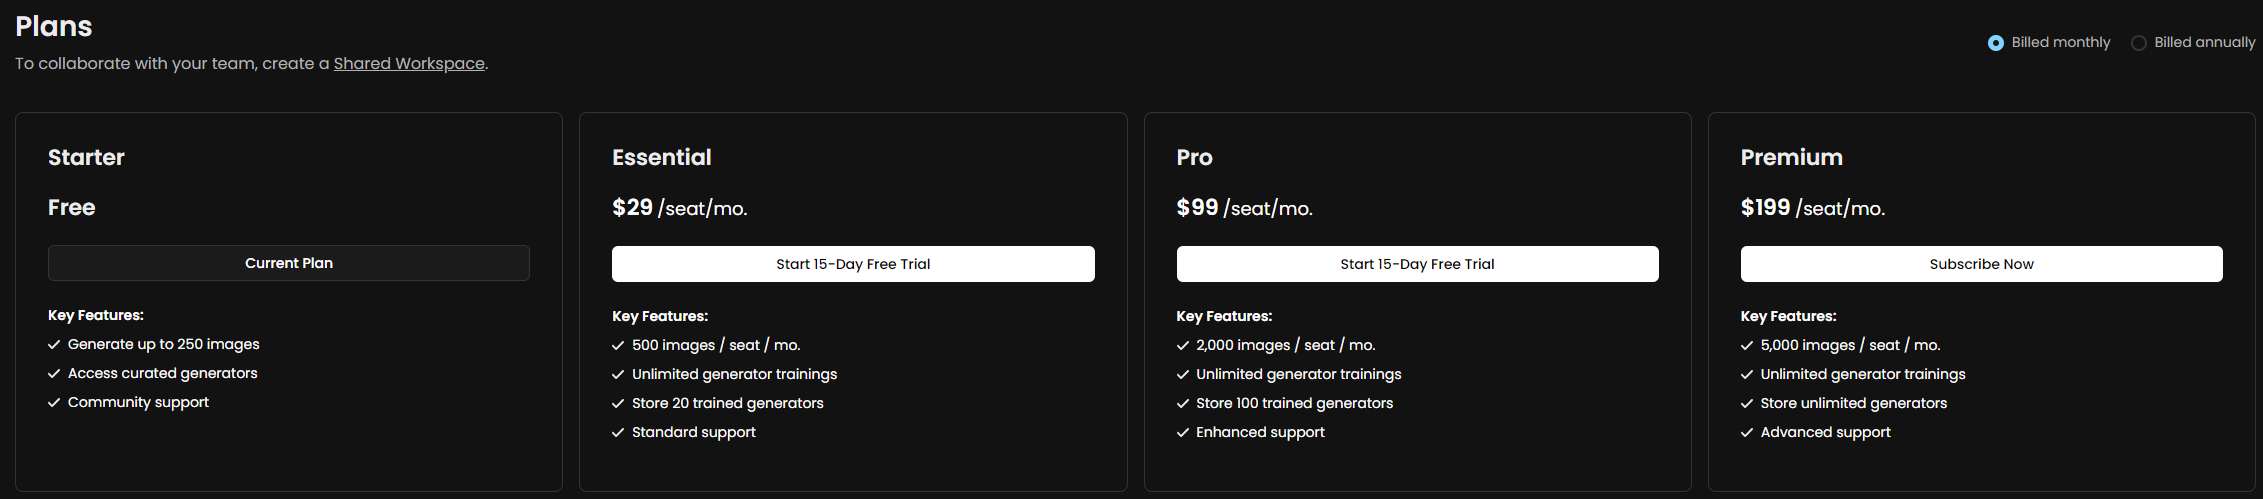 Plans
To collaborate with your team, create a Shared Workspace.
Billed monthly
Billed annually
Starter
Free
Current Plan
Key Features:
Generate up to 250 images
Access curated generators
Community support
Essential
$29 /seat/mo.
Start 15-Day Free Trial
Key Features:
500 images / seat / mo.
Unlimited generator trainings
Store 20 trained generators
Standard support
Pro
$99 /seat/mo.
Start 15-Day Free Trial
Key Features:
2,000 images / seat / mo.
Unlimited generator trainings
Store 100 trained generators
Enhanced support
Premium
$199 /seat/mo.
Subscribe Now
Key Features:
5,000 images / seat / mo.
Unlimited generator trainings
Store unlimited generators
Advanced support